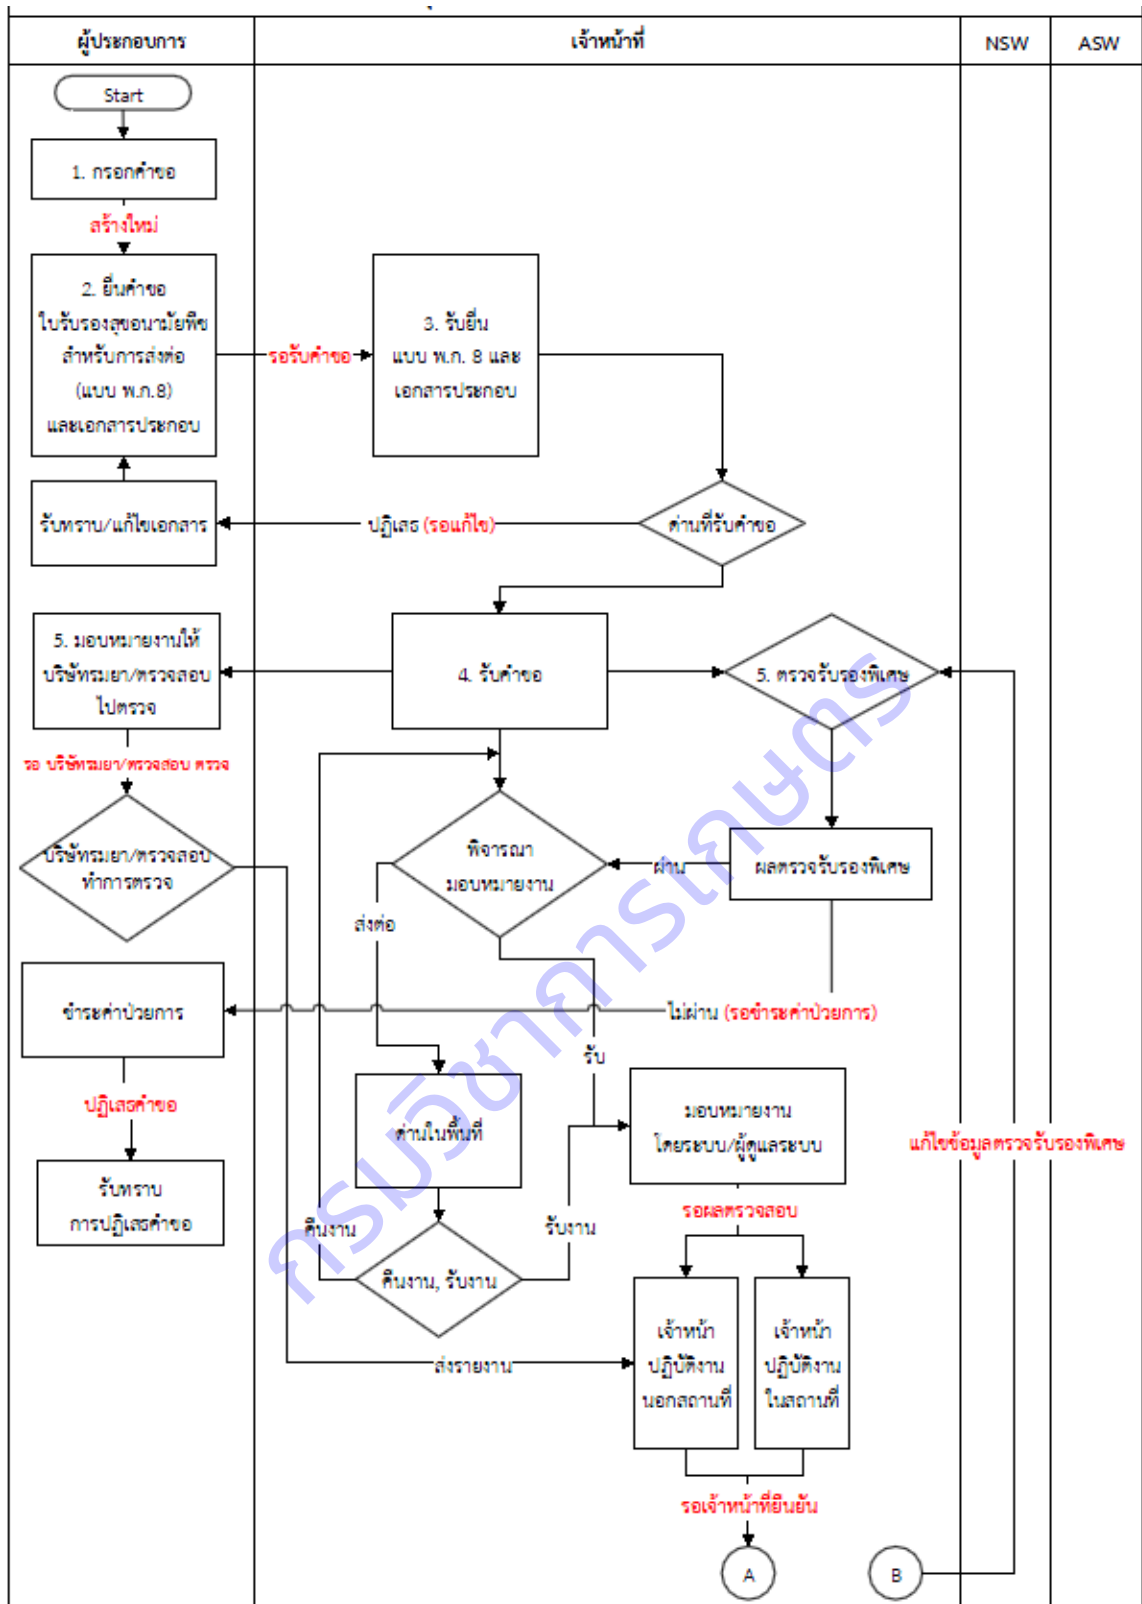 ผู้ประกอบการ
เจ้าหน้าที่
NSW
ASW
Start
1. กรอกคำขอ
สร้างใหม่
2. ยื่นคำขอ
ใบรับรองสุขอนามัยพืช
สำหรับการส่งต่อ
(แบบ พ.ก.8)
และเอกสารประกอบ
รอรับคำขอ
3. รับยื่น
แบบ พ.ก. 8 และ
เอกสารประกอบ
รับทราบ/แก้ไขเอกสาร
ปฏิเสธ (รอแก้ไข)
ด่านที่รับคำขอ
5. มอบหมายงานให้
บริษัทรมยา/ตรวจสอบ
ไปตรวจ
4. รับคำขอ
5. ตรวจรับรองพิเศษ
รอ บริษัทรมยา/ตรวจสอบ ตรวจ
บริษัทรมยา/ตรวจสอบ
ทำการตรวจ
พิจารณา
มอบหมายงาน
ผ่าน
ผลตรวจรับรองพิเศษ
ส่งต่อ
ชำระค่าป่วยการ
ไม่ผ่าน (รอชำระค่าป่วยการ)
รับ
ปฏิเสธคำขอ
ด่านในพื้นที่
มอบหมายงาน
โดยระบบ/ผู้ดูแลระบบ
แก้ไขข้อมูลตรวจรับรองพิเศษ
รับทราบ
การปฏิเสธคำขอ
คืนงาน
รับงาน
รอผลตรวจสอบ
คืนงาน, รับงาน
เจ้าหน้า
ปฏิบัติงาน
นอกสถานที่
เจ้าหน้า
ปฏิบัติงาน
ในสถานที่
ส่งรายงาน
รอเจ้าหน้าที่ยืนยัน
A
B
กรมวิชาการเกษตร